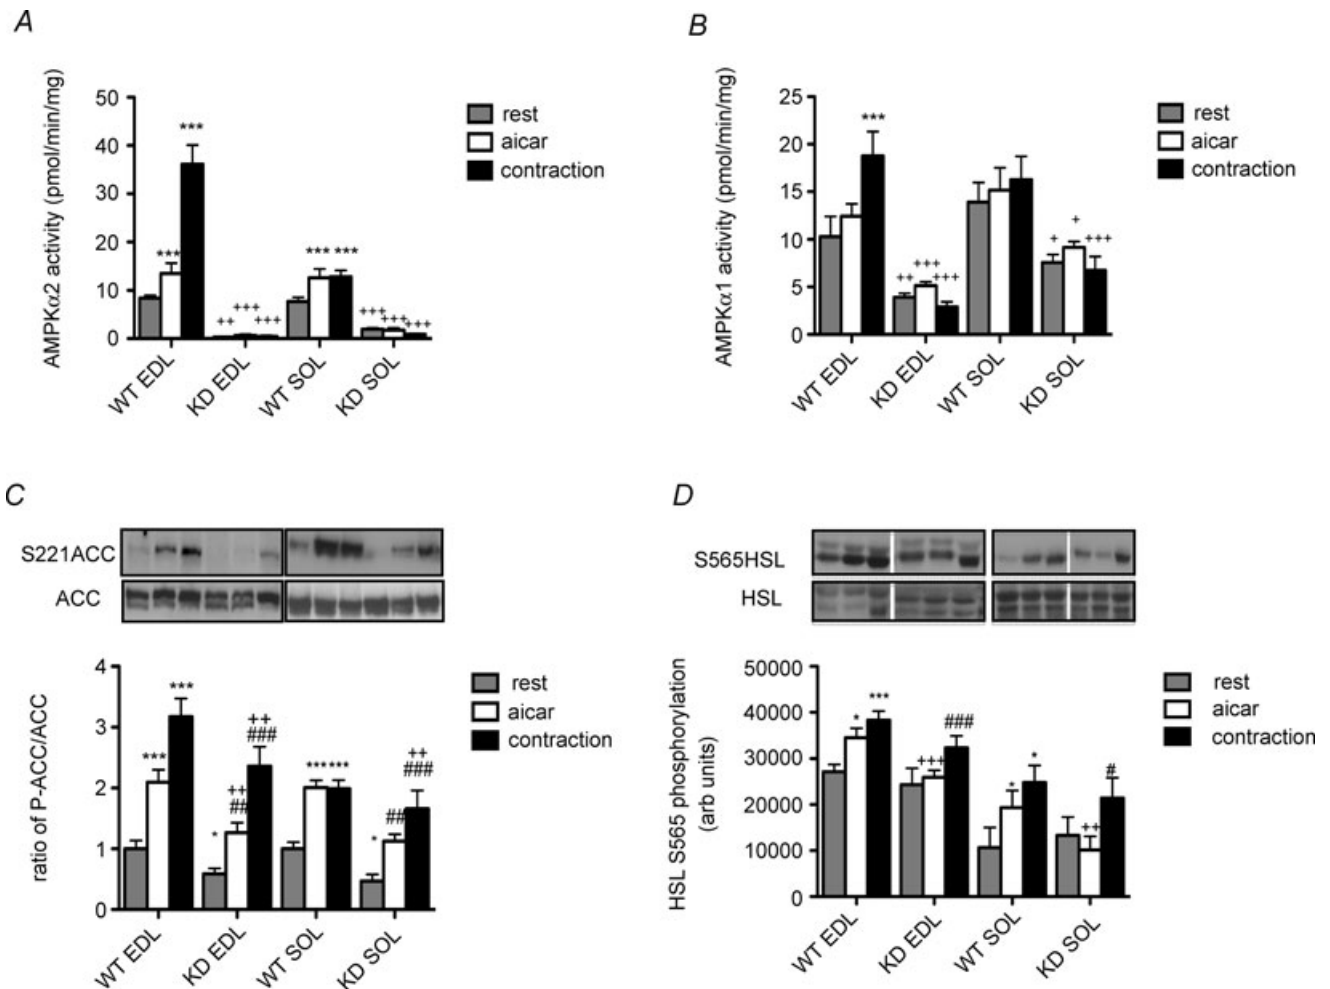 A
AMPKα2 activity (pmol/min/mg)
50
40
30
20
10
0
***
***
++
+++
+++
*** ***
+++
+++
+++
WT EDL
KD EDL
WT SOL
KD SOL
rest
aicar
contraction
B
AMPKα1 activity (pmol/min/mg)
25
20
15
10
5
0
***
++
+++
+++
+
+
+++
WT EDL
KD EDL
WT SOL
KD SOL
rest
aicar
contraction
C
S221ACC
ACC
ratio of P-ACC/ACC
4
3
2
1
0
***
***
*
++
##
++
###
******
*
##
++
###
WT EDL
KD EDL
WT SOL
KD SOL
rest
aicar
contraction
D
S565HSL
HSL
HSL S565 phosphorylation
(arb units)
50000
40000
30000
20000
10000
0
*
***
+++
###
*
*
++
#
WT EDL
KD EDL
WT SOL
KD SOL
rest
aicar
contraction